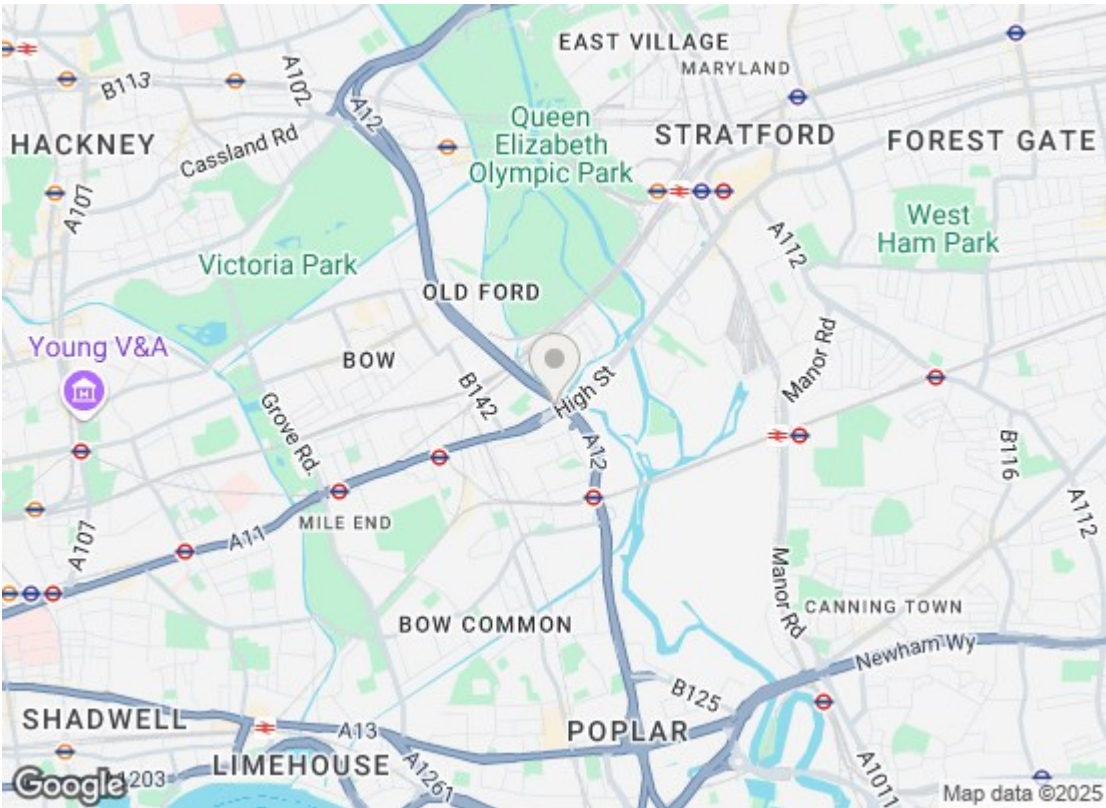 EAST VILLAGE
MARYLAND
A102
B113
A12
HACKNEY
Cassland Rd
Queen
Elizabeth
Olympic Park
STRATFORD
FOREST GATE
A107
West
Ham Park
A172
Victoria Park
OLD FORD
Young V&A
BOW
Manor Rd
B142
High St
Grove Rd.
A12
B116
A112
MILE END
A11
A107
Manor Rd
CANNING TOWN
BOW COMMON
Newham Wy
B125
SHADWELL
A13
POPLAR
LIMEHOUSE
A1261
A1011
Google
1203
Map data ©2025